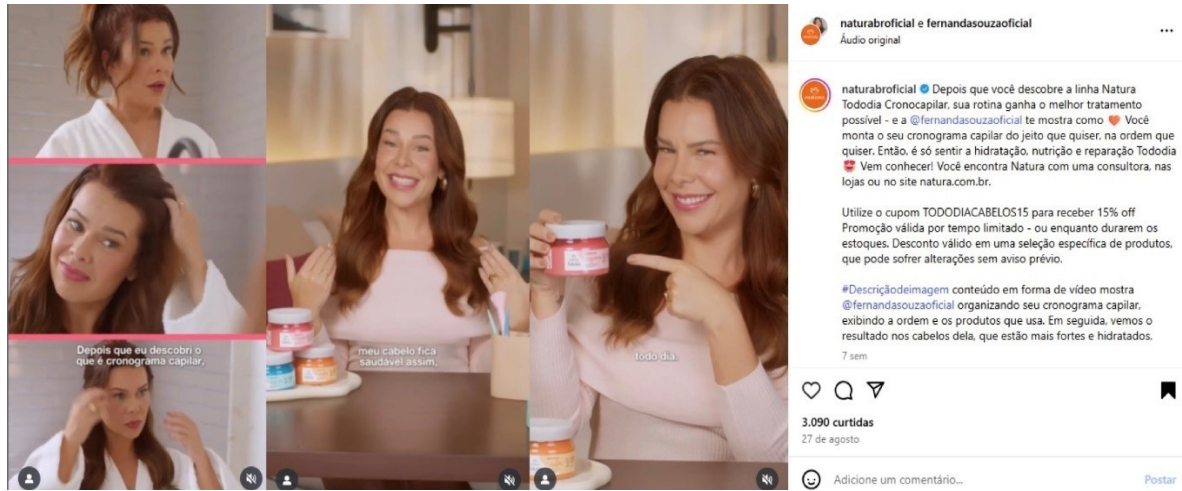 Depois que eu descobri o
que é cronograma capilar,
meu cabelo fica
saudável assim,
todo dia.
naturabroficial e fernandasouzaoficial
Áudio original
naturabroficial Depois que você descobre a linha Natura
Tododia Cronocapilar, sua rotina ganha o melhor tratamento
possível - e a @fernandasouzaoficial te mostra como Você
monta o seu cronograma capilar do jeito que quiser, na ordem que
quiser. Então, é só sentir a hidratação, nutrição e reparação Tododia
Vem conhecer! Você encontra Natura com uma consultora, nas
lojas ou no site natura.com.br.
Utilize o cupom TODODIACABELOS15 para receber 15% off
Promoção válida por tempo limitado - ou enquanto durarem os
estoques. Desconto válido em uma seleção específica de produtos,
que pode sofrer alterações sem aviso prévio.
#Descriçãodeimagem conteúdo em forma de vídeo mostra
@fernandasouzaoficial organizando seu cronograma capilar,
exibindo a ordem e os produtos que usa. Em seguida, vemos o
resultado nos cabelos dela, que estão mais fortes e hidratados.
7 sem
3.090 curtidas
27 de agosto
Adicione um comentário...
Postar